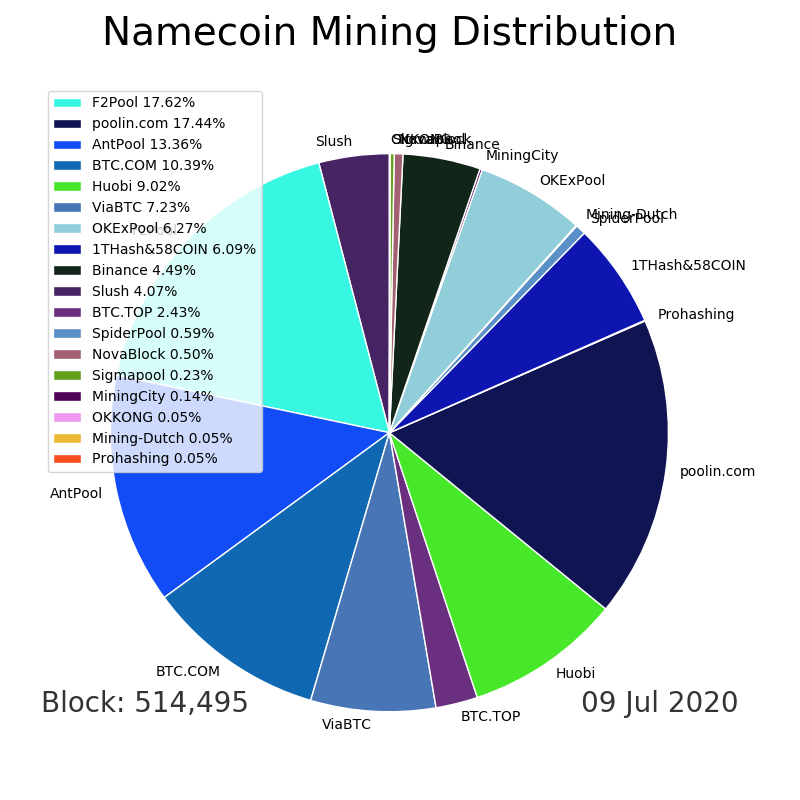 Namecoin Mining Distribution
F2Pool 17.62%
poolin.com 17.44%
AntPool 13.36%
BTC.COM 10.39%
Huobi 9.02%
ViaBTC 7.23%
OKExPool 6.27%
1THash&58COIN 6.09%
Binance 4.49%
Slush 4.07%
BTC.TOP 2.43%
SpiderPool 0.59%
NovaBlock 0.50%
Sigmapool 0.23%
MiningCity 0.14%
OKKONG 0.05%
Mining-Dutch 0.05%
Prohashing 0.05%
Slush
Binance
MiningCity
OKExPool
Mining-Dutch
SpiderPool
1THash&58COIN
Prohashing
poolin.com
Huobi
BTC.TOP
ViaBTC
BTC.COM
AntPool
Block: 514,495
09 Jul 2020